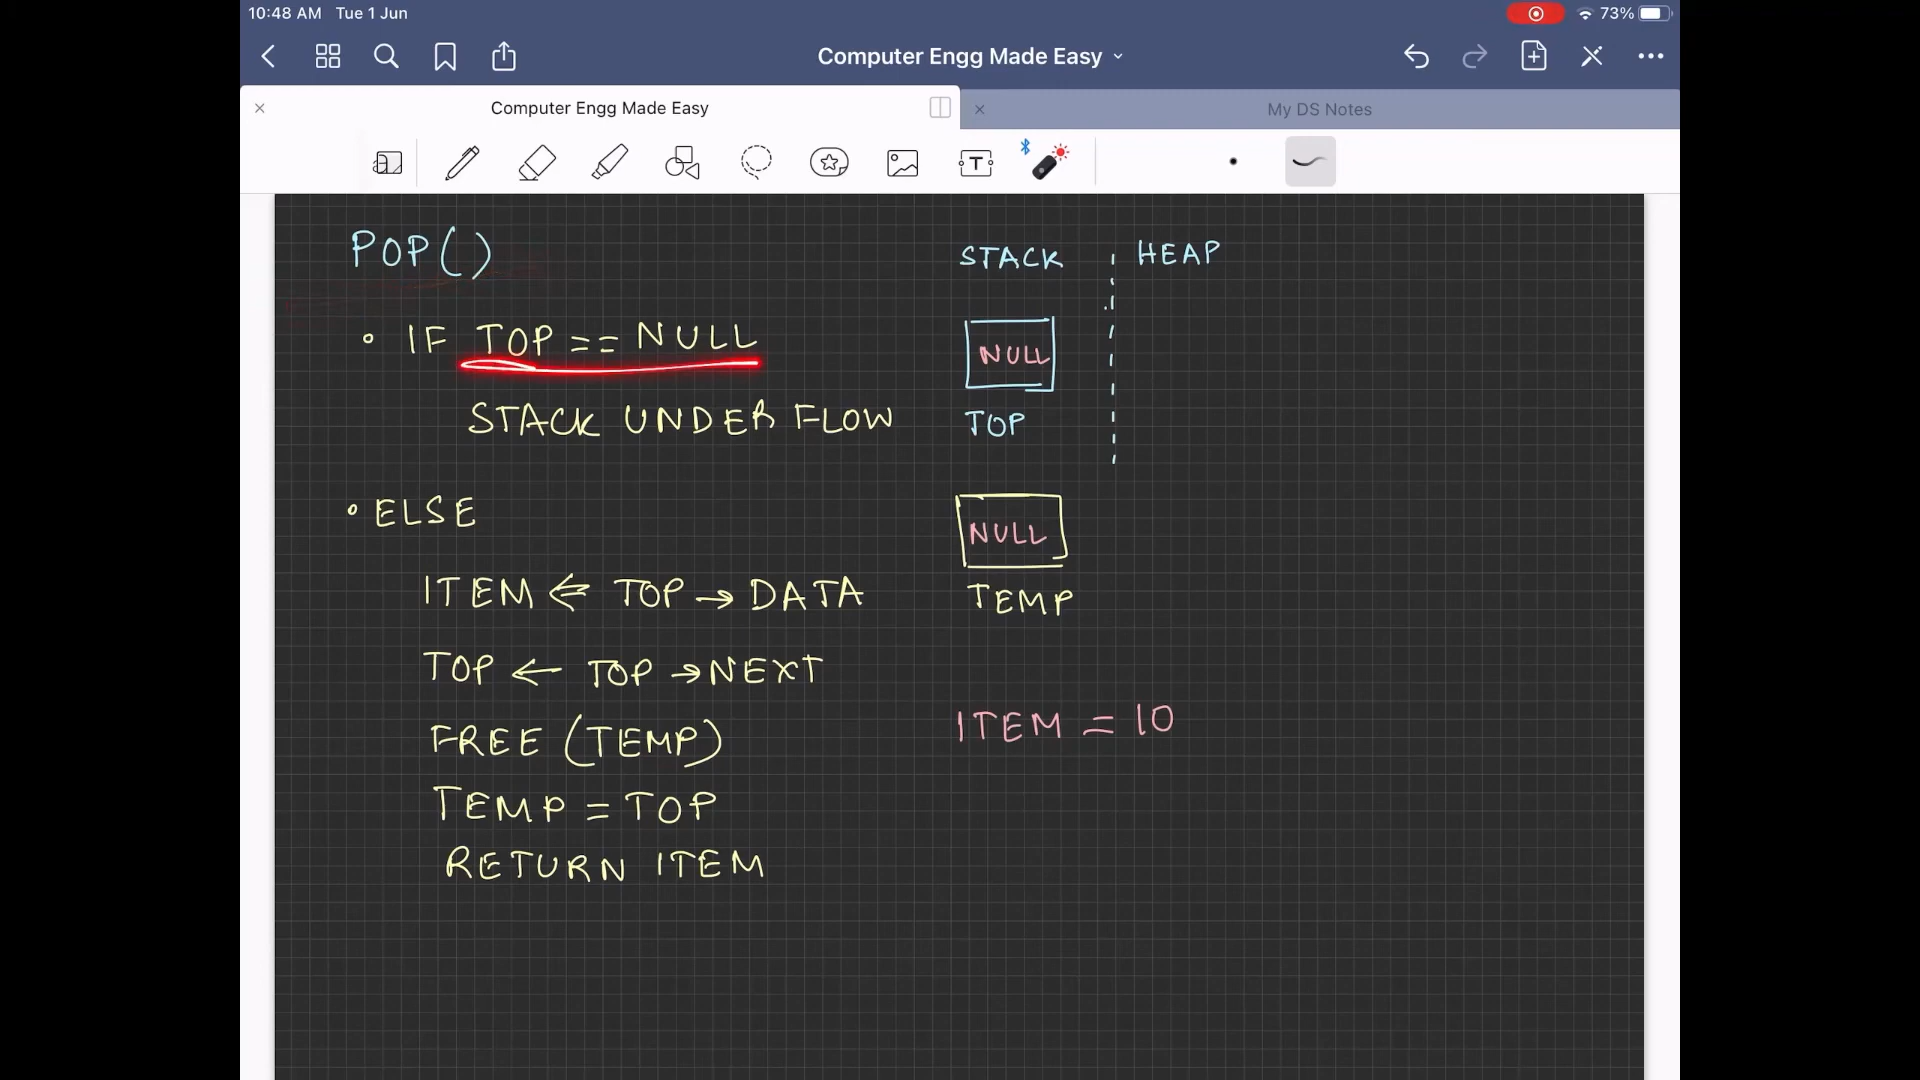 10:48 AM Tue 1 Jun
73%
Computer Engg Made Easy
Computer Engg Made Easy
My DS Notes
T
POP()
STACK
HEAP
• IF TOP == NULL
NULL
STACK UNDER FLOW
TOP
• ELSE
NULL
ITEM ← TOP → DATA
TEMP
TOP ← TOP → NEXT
ITEM = 10
FREE (TEMP)
TEMP = TOP
RETURN ITEM